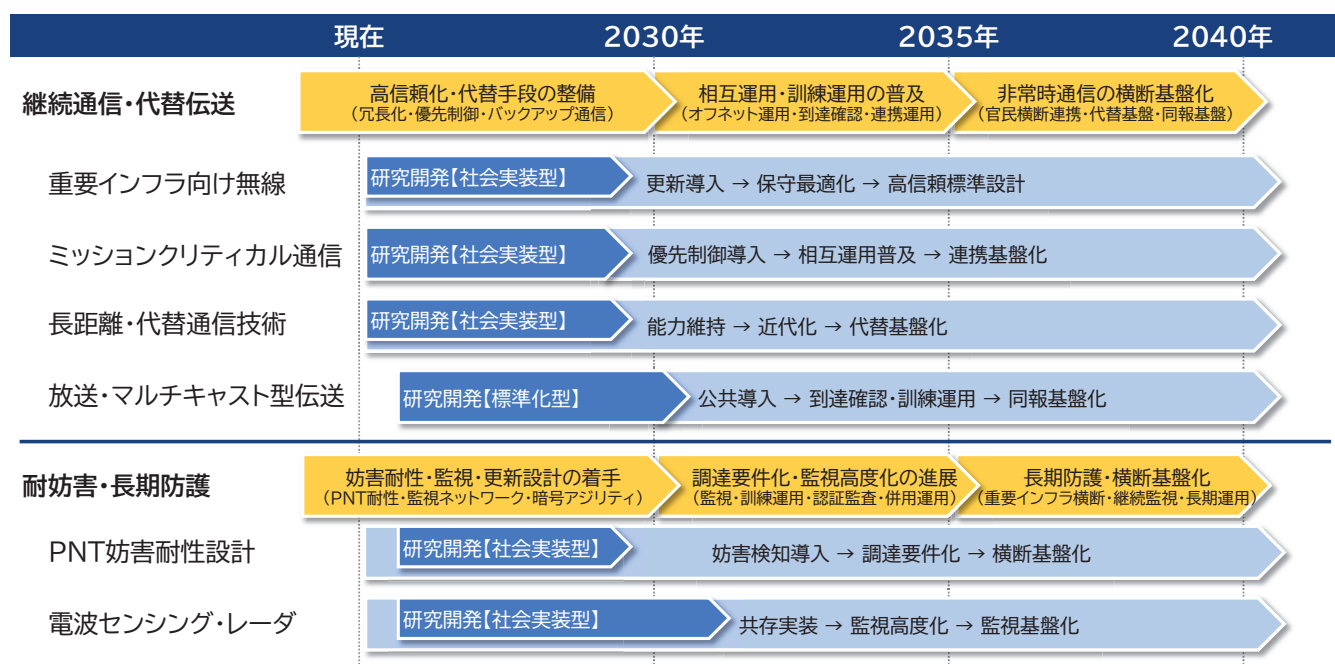 現在 2030年 2035年 2040年
継続通信・代替伝送
高信頼化・代替手段の整備
(冗長化・優先制御・バックアップ通信)
相互運用・訓練運用の普及
(オフネット運用・到達確認・連携運用)
非常時通信の横断基盤化
(官民横断連携・代替基盤・同報基盤)
重要インフラ向け無線
研究開発【社会実装型】
更新導入 → 保守最適化 → 高信頼標準設計
ミッションクリティカル通信
研究開発【社会実装型】
優先制御導入 → 相互運用普及 → 連携基盤化
長距離・代替通信技術
研究開発【社会実装型】
能力維持 → 近代化 → 代替基盤化
放送・マルチキャスト型伝送
研究開発【標準化型】
公共導入 → 到達確認・訓練運用 → 同報基盤化
耐妨害・長期防護
妨害耐性・監視・更新設計の着手
(PNT耐性・監視ネットワーク・暗号アジリティ)
調達要件化・監視高度化の進展
(監視・訓練運用・認証監査・併用運用)
長期防護・横断基盤化
(重要インフラ横断・継続監視・長期運用)
PNT妨害耐性設計
研究開発【社会実装型】
妨害検知導入 → 調達要件化 → 横断基盤化
電波センシング・レーダ
研究開発【社会実装型】
共存実装 → 監視高度化 → 監視基盤化